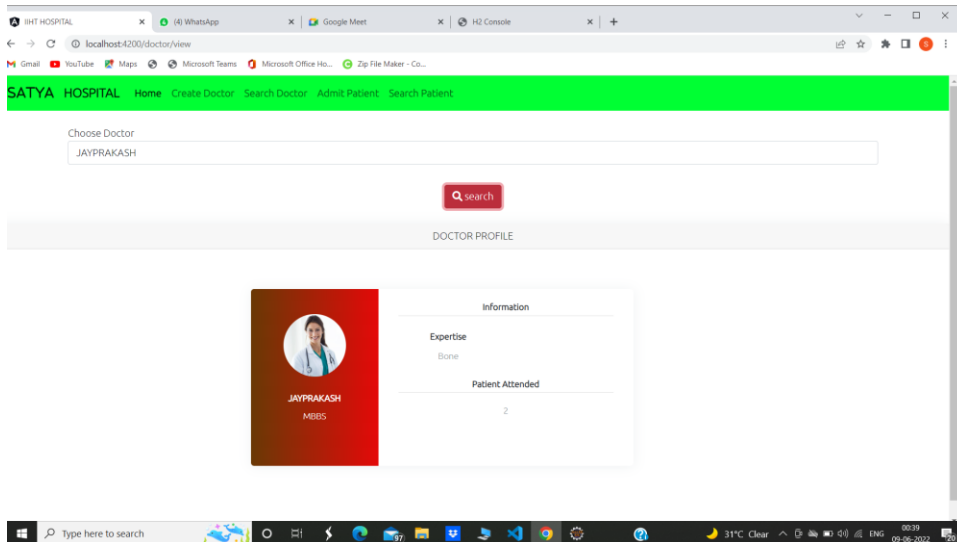 IIHT HOSPITAL
(4) WhatsApp
Google Meet
H2 Console
localhost:4200/doctor/view
S
Gmail YouTube Maps Microsoft Teams Microsoft Office Ho... Zip File Maker - Co...
SATYA HOSPITAL Home Create Doctor Search Doctor Admit Patient Search Patient
Choose Doctor
JAYPRAKASH
search
DOCTOR PROFILE
Information
Expertise
Bone
Patient Attended
2
JAYPRAKASH
MBBS
Type here to search
97
31°C Clear
ENG
00:39
09-06-2022
20